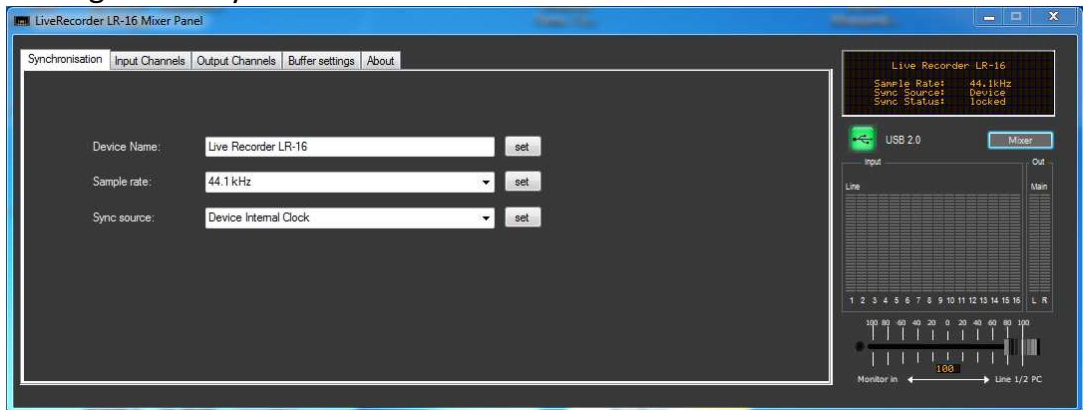 LiveRecorder LR-16 Mixer Panel
Synchronisation Input Channels Output Channels Buffer settings About
Device Name: Live Recorder LR-16 set
Sample rate: 44.1 kHz set
Sync source: Device Internal Clock set
Live Recorder LR-16
Sample Rate: 44.1kHz
Sync Source: Device
Sync Status: locked
USB 2.0 Mixer
Input Out
Line Main
1 2 3 4 5 6 7 8 9 10 11 12 13 14 15 16 L R
100 80 60 40 20 0 20 40 60 80 100
100
Monitor in Line 1/2 PC